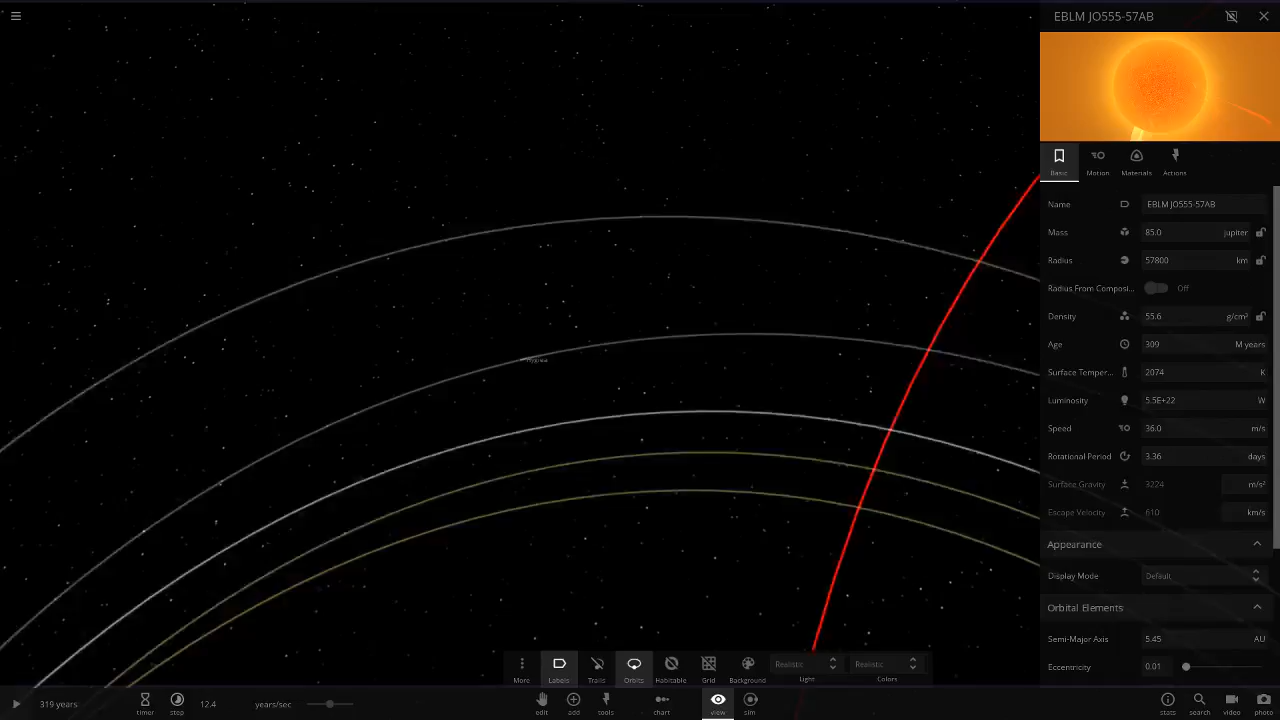 EBLM JO555-57AB
Basic Motion Materials Actions
Name EBLM JO555-57AB
Mass 85.0 jupiter
Radius 57800 km
Radius From Composi... Off
Density 55.6 g/cm³
Age 309 M years
Surface Temper... 2074 K
Luminosity 5.5E+22 W
Speed 36.0 m/s
Rotational Period 3.36 days
Surface Gravity 3224 m/s²
Escape Velocity 610 km/s
Appearance
Display Mode Default
Orbital Elements
Semi-Major Axis 5.45 AU
Eccentricity 0.01
More Labels Trails Orbits Habitable Grid Background Realistic Light Realistic Colors
319 years timer step 12.4 years/sec edit add tools chart view sim stats search video photo